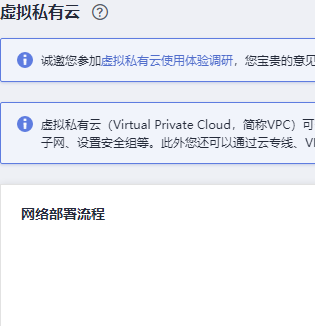 虚拟私有云
诚邀您参加虚拟私有云使用体验调研，您宝贵的意见
虚拟私有云（Virtual Private Cloud，简称VPC）可
子网、设置安全组等。此外您还可以通过云专线、VP
网络部署流程